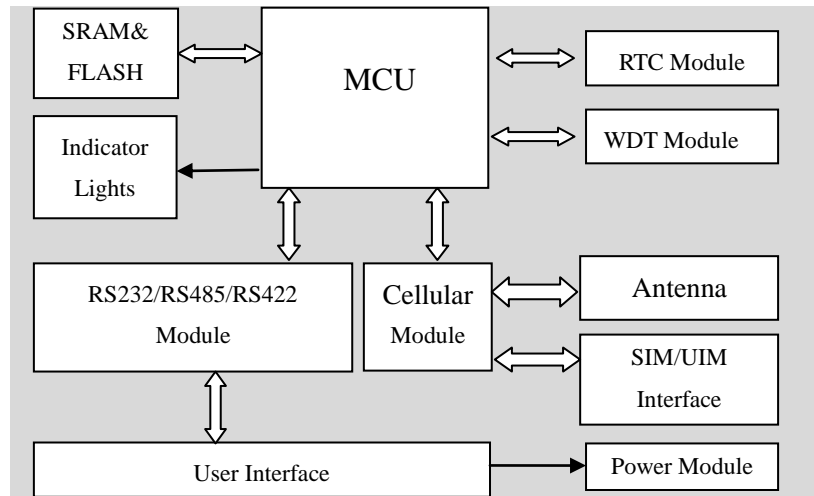 SRAM&
FLASH
MCU
RTC Module
WDT Module
Indicator
Lights
RS232/RS485/RS422
Module
Cellular
Module
Antenna
SIM/UIM
Interface
User Interface
Power Module